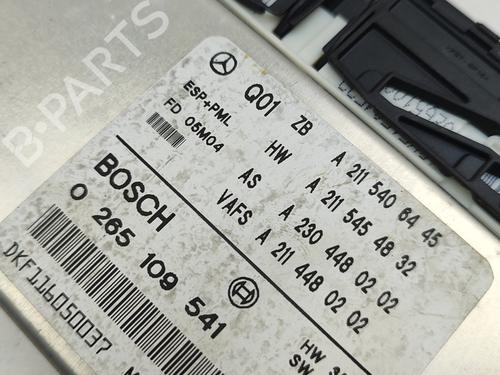 Q01 ZB A 211 540 64 45
ESP+PML HW A 211 545 48 32
FD 05M04 AS A 230 448 02 02
VAFS A 211 448 02 02
BOSCH
0 265 109 541
DKF116050037
HW
SW
B-PARTS